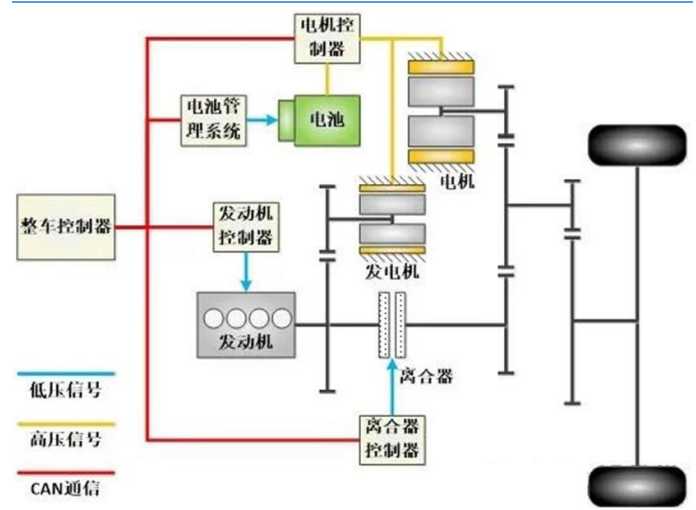 电机控
制器
电池管
理系统
电池
电机
整车控制器
发动机
控制器
发电机
发动机
离合器
低压信号
高压信号
离合器
控制器
CAN通信